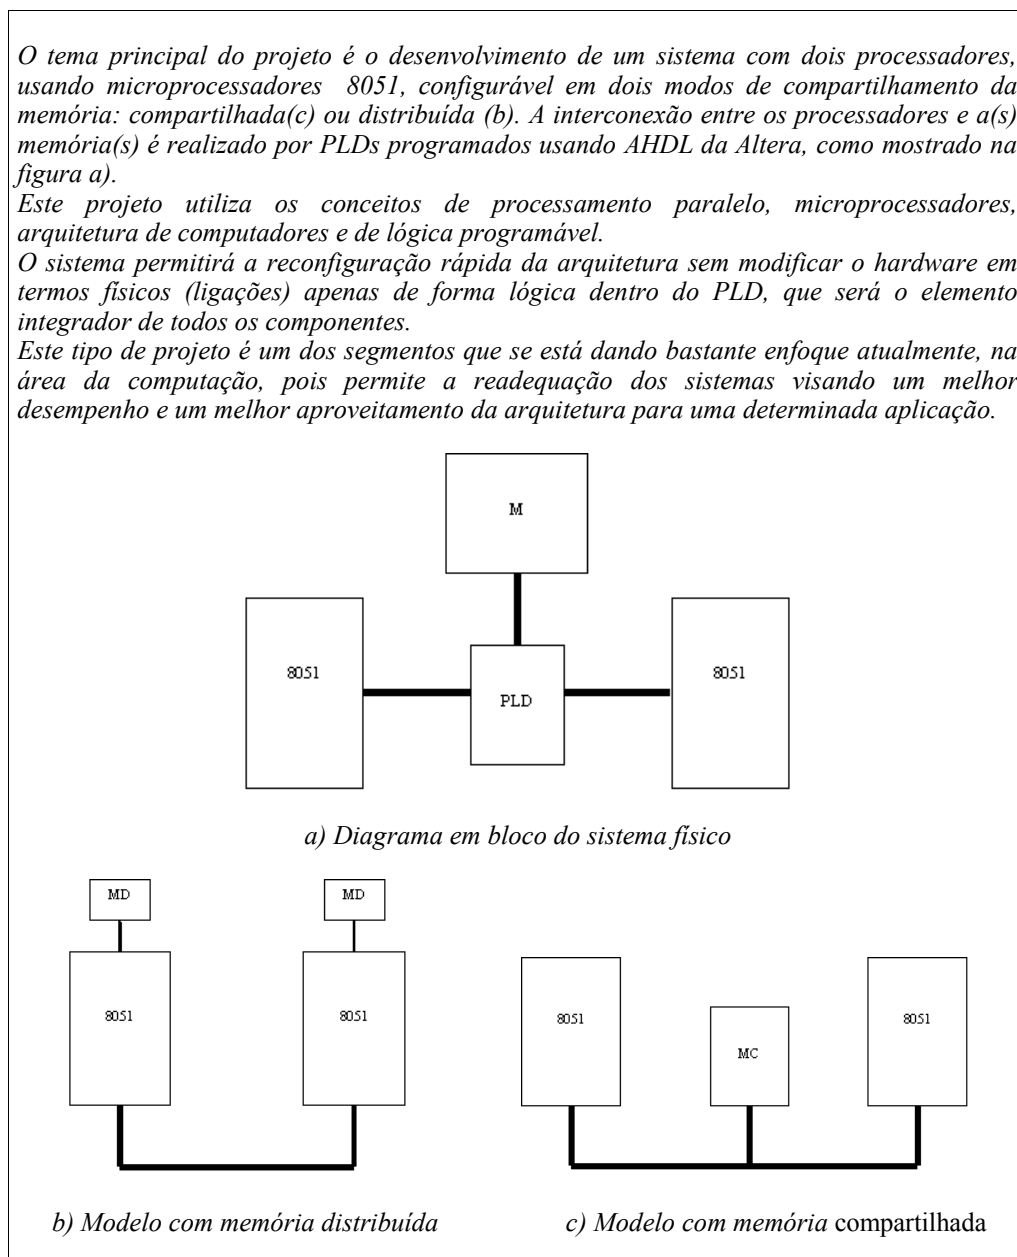 O tema principal do projeto é o desenvolvimento de um sistema com dois processadores,
usando microprocessadores 8051, configurável em dois modos de compartilhamento da
memória: compartilhada(c) ou distribuída (b). A interconexão entre os processadores e a(s)
memória(s) é realizado por PLDs programados usando AHDL da Altera, como mostrado na
figura a).
Este projeto utiliza os conceitos de processamento paralelo, microprocessadores,
arquitetura de computadores e de lógica programável.
O sistema permitirá a reconfiguração rápida da arquitetura sem modificar o hardware em
termos físicos (ligações) apenas de forma lógica dentro do PLD, que será o elemento
integrador de todos os componentes.
Este tipo de projeto é um dos segmentos que se está dando bastante enfoque atualmente, na
área da computação, pois permite a readequação dos sistemas visando um melhor
desempenho e um melhor aproveitamento da arquitetura para uma determinada aplicação.
M
8051
PLD
8051
a) Diagrama em bloco do sistema físico
MD
MD
8051
8051
8051
MC
8051
b) Modelo com memória distribuída
c) Modelo com memória compartilhada